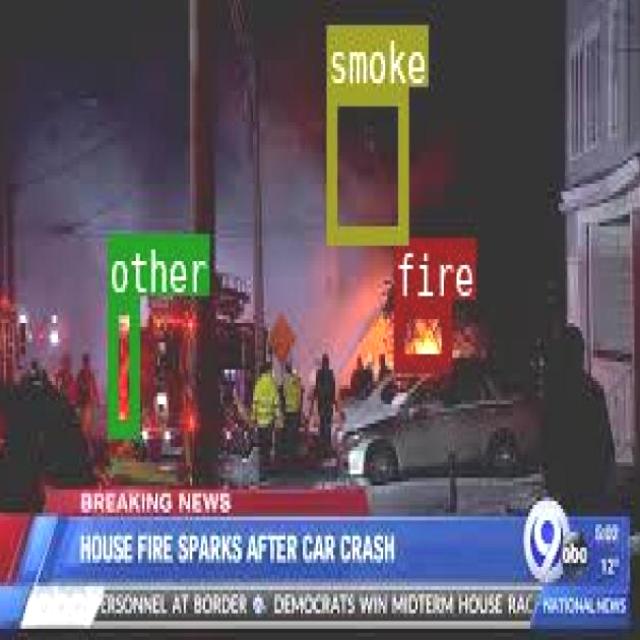 smoke
other
fire
BREAKING NEWS
HOUSE FIRE SPARKS AFTER CAR CRASH
9
abc
12°
PERSONNEL AT BORDER
DEMOCRATS WIN MIDTERM HOUSE RAC
NATIONAL NEWS